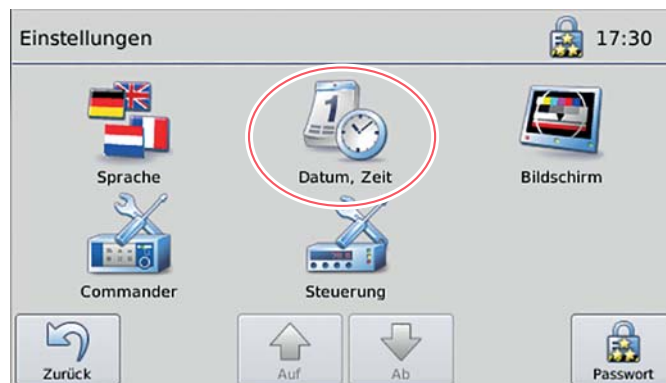 Einstellungen 17:30
Sprache Datum, Zeit Bildschirm
Commander Steuerung
Zurück Auf Ab Passwort